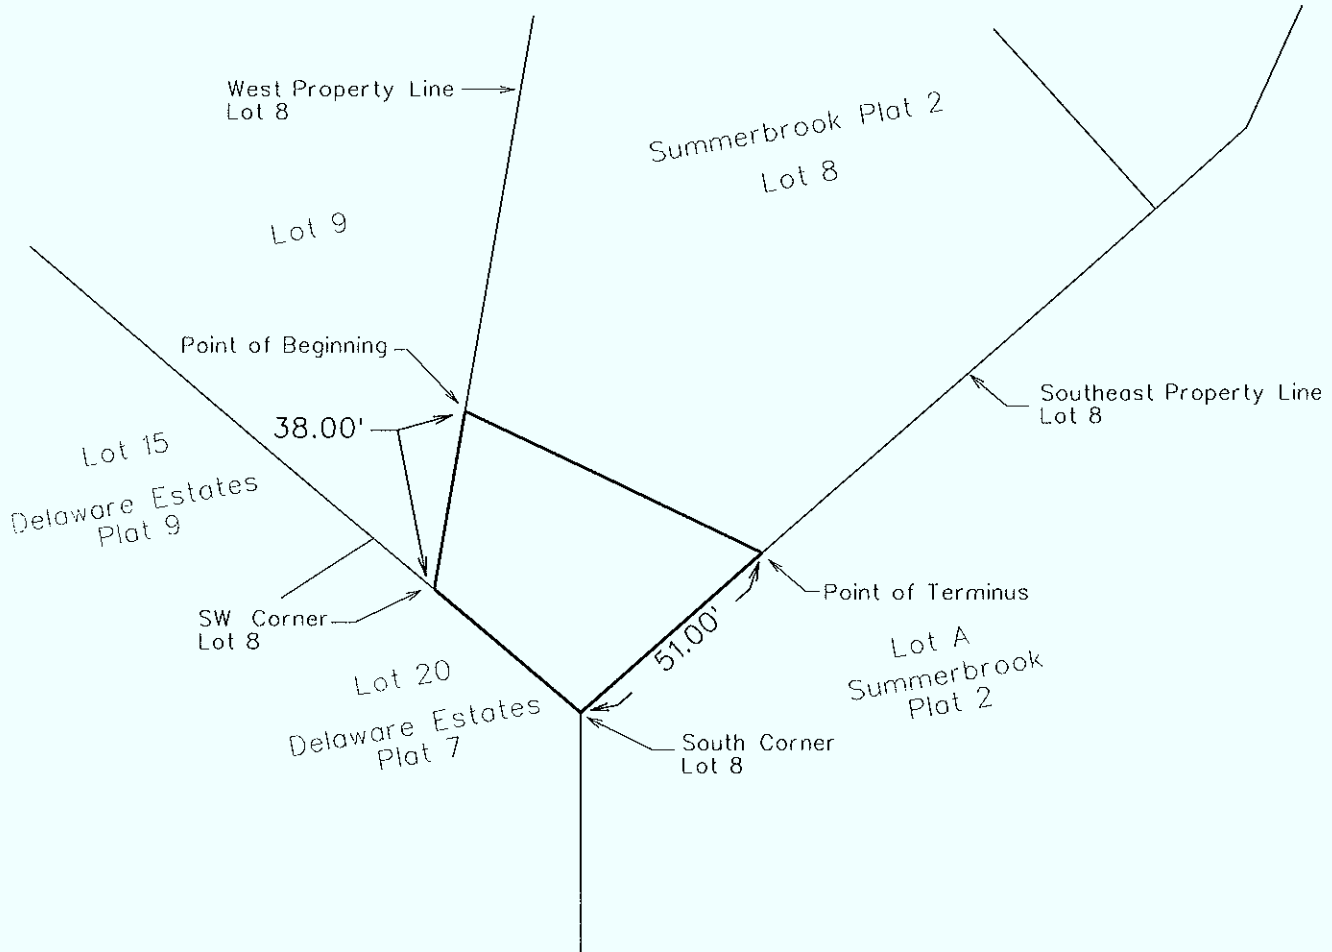 West Property Line
Lot 8
Summerbrook Plat 2
Lot 8
Lot 9
Point of Beginning
38.00'
Southeast Property Line
Lot 8
Lot 15
Delaware Estates
Plat 9
SW Corner
Lot 8
51.00'
Point of Terminus
Lot A
Summerbrook
Plat 2
Lot 20
Delaware Estates
Plat 7
South Corner
Lot 8